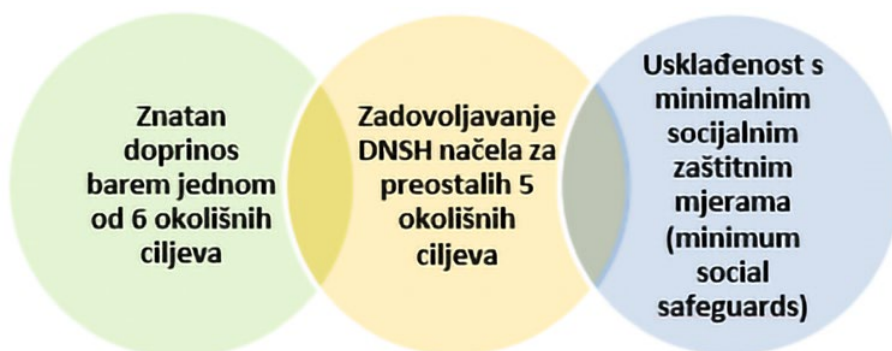 Znatan
doprinos
barem jednom
od 6 okolišnih
ciljeva
Zadovoljavanje
DNSH načela za
preostalih 5
okolišnih
ciljeva
Usklađenost s
minimalnim
socijalnim
zaštitnim
mjerama
(minimum
social
safeguards)